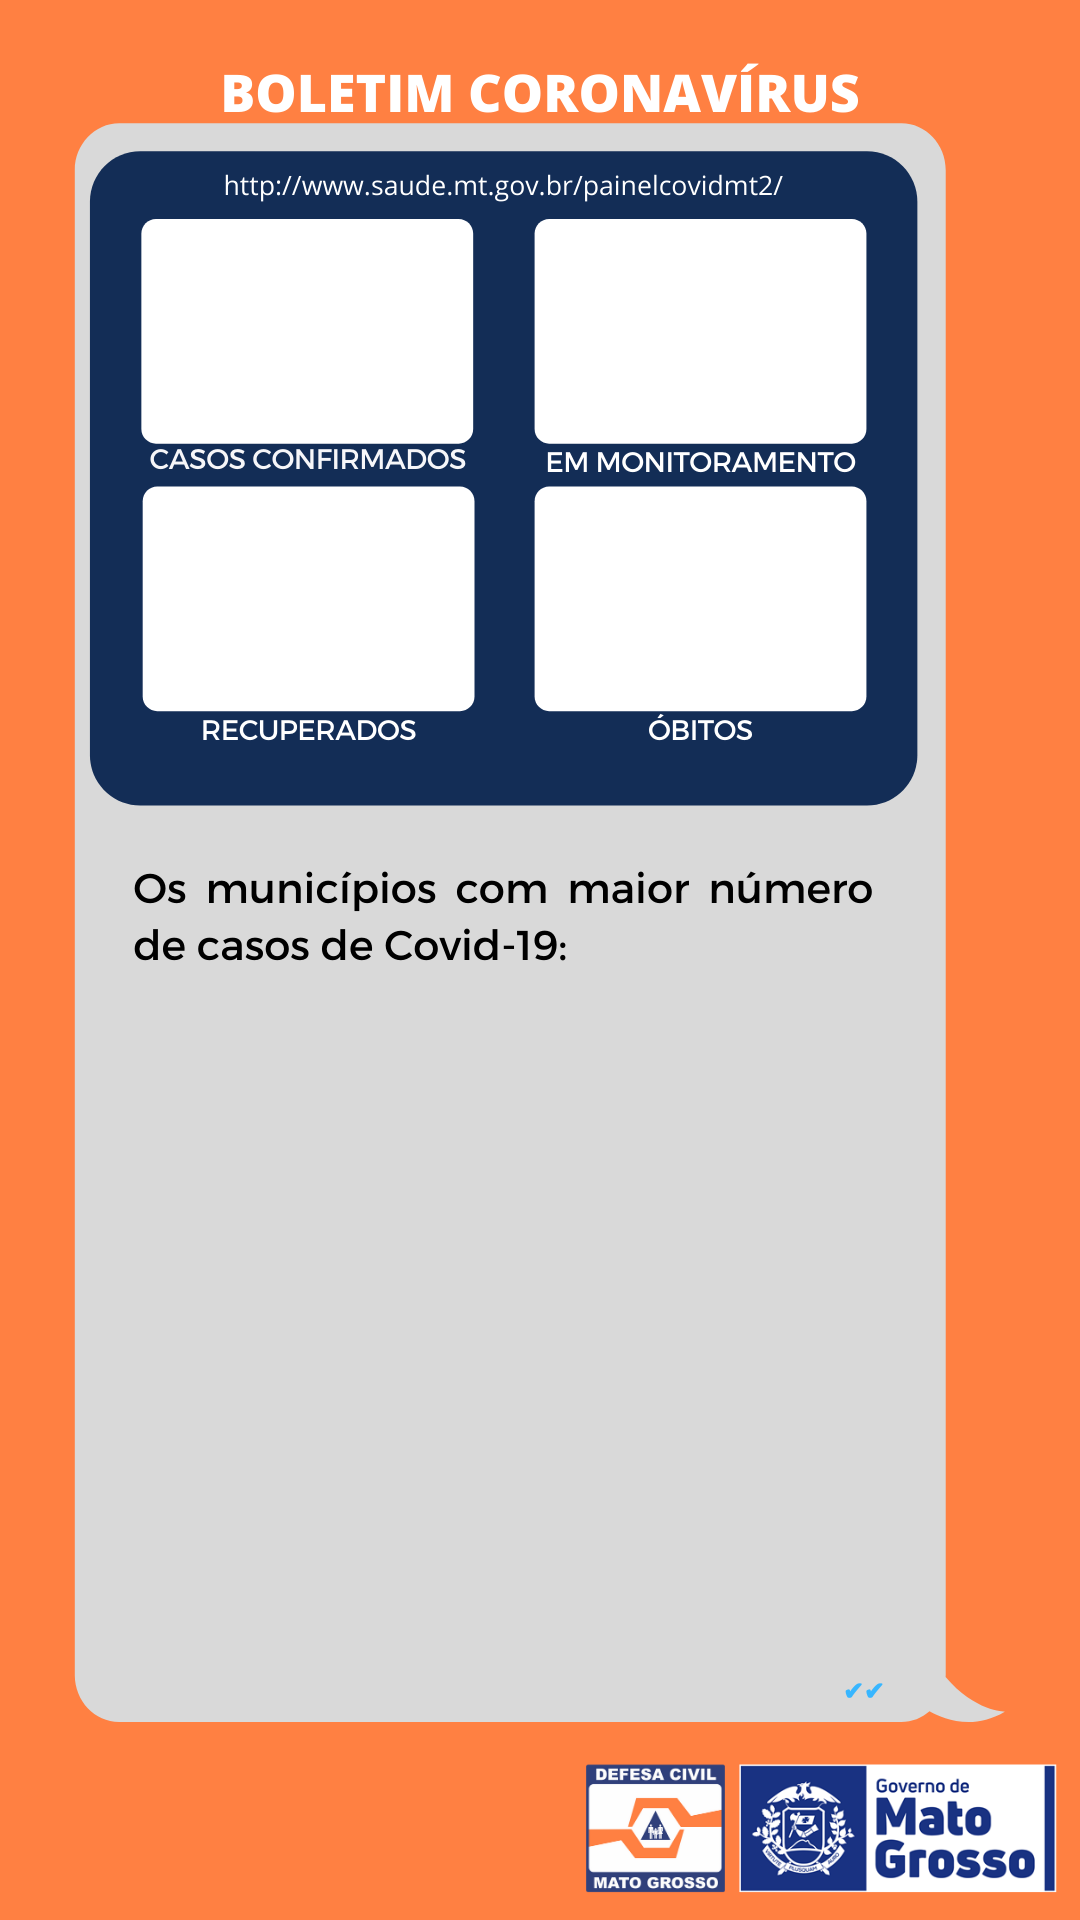 BOLETIM CORONAVÍRUS
http://www.saude.mt.gov.br/painelcovidmt2/
CASOS CONFIRMADOS
EM MONITORAMENTO
RECUPERADOS
ÓBITOS
Os municípios com maior número
de casos de Covid-19:
DEFESA CIVIL
MATO GROSSO
Governo de
Mato
Grosso